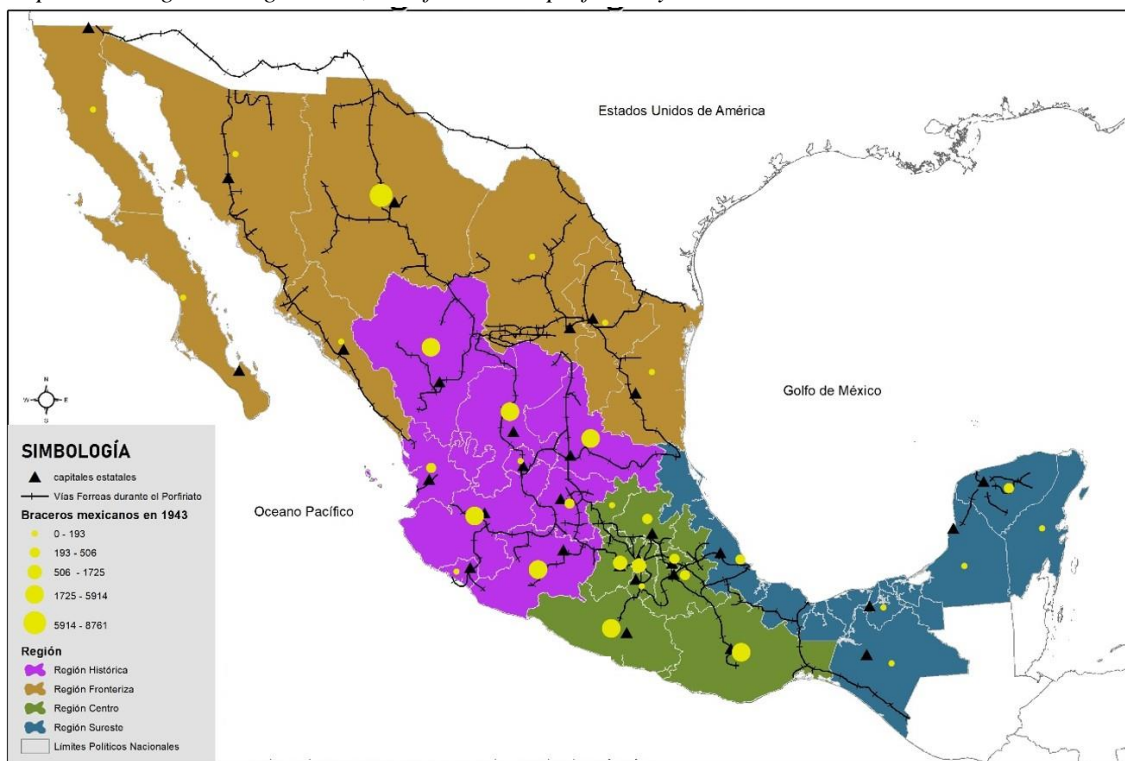 Estados Unidos de América
Golfo de México
Oceano Pacífico
N
W
E
S
SIMBOLOGÍA
capitales estatales
Vías Ferreas durante el Porfiriato
Braceros mexicanos en 1943
0 - 193
193 - 506
506 - 1725
1725 - 5914
5914 - 8761
Región
Región Histórica
Región Fronteriza
Región Centro
Región Sureste
Límites Políticos Nacionales